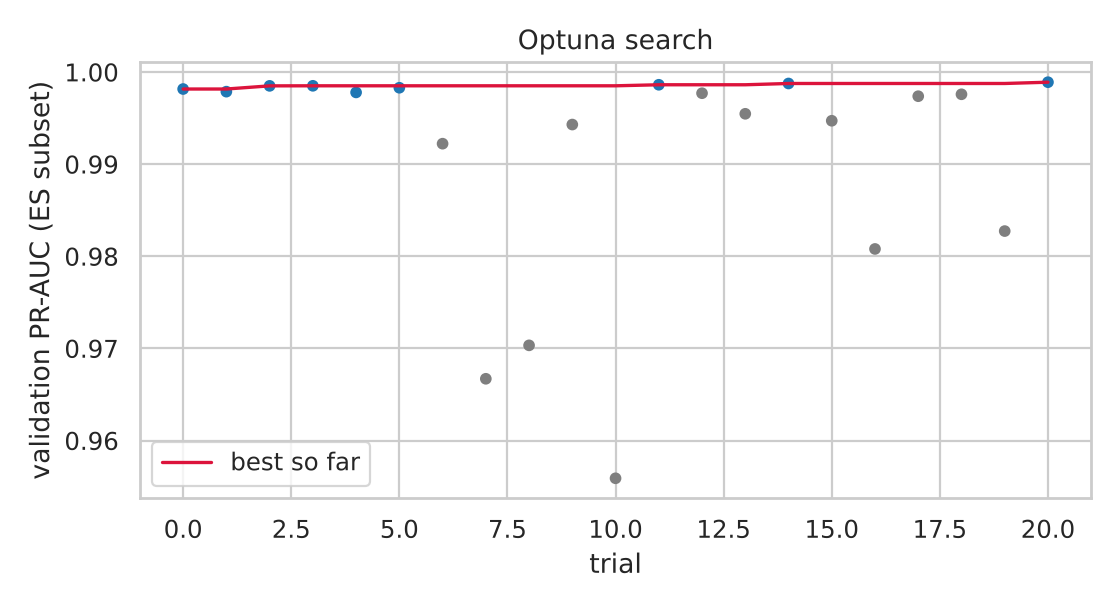 Optuna search
validation PR-AUC (ES subset)
1.00
0.99
0.98
0.97
0.96
best so far
0.0 2.5 5.0 7.5 10.0 12.5 15.0 17.5 20.0
trial